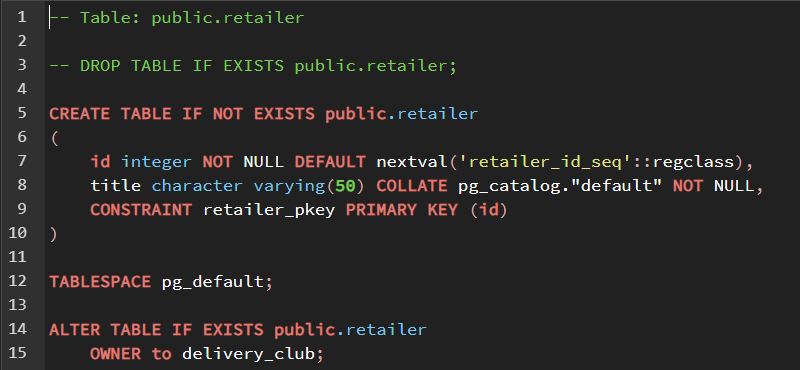 1 -- Table: public.retailer
2
3 -- DROP TABLE IF EXISTS public.retailer;
4
5 CREATE TABLE IF NOT EXISTS public.retailer
6 (
7     id integer NOT NULL DEFAULT nextval('retailer_id_seq'::regclass),
8     title character varying(50) COLLATE pg_catalog."default" NOT NULL,
9     CONSTRAINT retailer_pkey PRIMARY KEY (id)
10 )
11
12 TABLESPACE pg_default;
13
14 ALTER TABLE IF EXISTS public.retailer
15     OWNER to delivery_club;